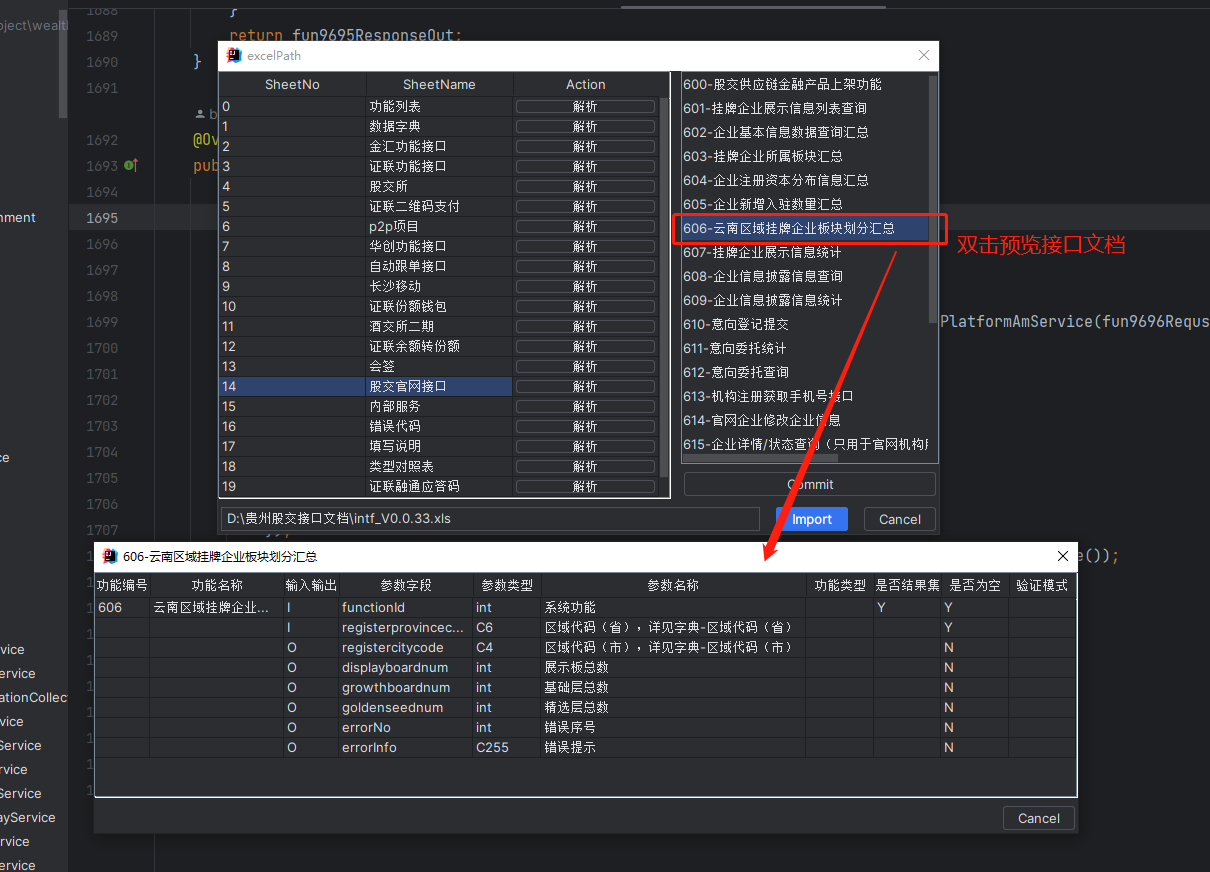 1688 }
oject\wealth
1689 return fun9695ResponseOut;
1690 }
1691
1692 @Ov
1693 pub
1694
1695
1696
1697
1698
1699 PlatformAmService(fun9696Requs
1700
1701
1702
1703
1704
1705
1706
1707 });
nment
ce
vice
ervice
ationCollec
vice
Service
rvice
Service
ayService
rvice
ervice
e());
excelPath
SheetNo SheetName Action
0 功能列表 解析
1 数据字典 解析
2 金汇功能接口 解析
3 证联功能接口 解析
4 股交所 解析
5 证联二维码支付 解析
6 p2p项目 解析
7 华创功能接口 解析
8 自动跟单接口 解析
9 长沙移动 解析
10 证联份额钱包 解析
11 酒交所二期 解析
12 证联余额转份额 解析
13 会签 解析
14 股交官网接口 解析
15 内部服务 解析
16 错误代码 解析
17 填写说明 解析
18 类型对照表 解析
19 证联融通应答码 解析
600-股交供应链金融产品上架功能
601-挂牌企业展示信息列表查询
602-企业基本信息数据查询汇总
603-挂牌企业所属板块汇总
604-企业注册资本分布信息汇总
605-企业新增入驻数量汇总
606-云南区域挂牌企业板块划分汇总
607-挂牌企业展示信息统计
608-企业信息披露信息查询
609-企业信息披露信息统计
610-意向登记提交
611-意向委托统计
612-意向委托查询
613-机构注册获取手机号接口
614-官网企业修改企业信息
615-企业详情/状态查询（只用于官网机构用
双击预览接口文档
Commit
D:\贵州股交接口文档\intf_V0.0.33.xls
Import Cancel
606-云南区域挂牌企业板块划分汇总
功能编号 功能名称 输入输出 参数字段 参数类型 参数名称 功能类型 是否结果集 是否为空 验证模式
606 云南区域挂牌企业... I functionId int 系统功能 Y Y
I registerprovincec... C6 区域代码（省），详见字典-区域代码（省） Y
O registercitycode C4 区域代码（市），详见字典-区域代码（市） N
O displayboardnum int 展示板总数 N
O growthboardnum int 基础层总数 N
O goldenseednum int 精选层总数 N
O errorNo int 错误序号 N
O errorInfo C255 错误提示 N
Cancel